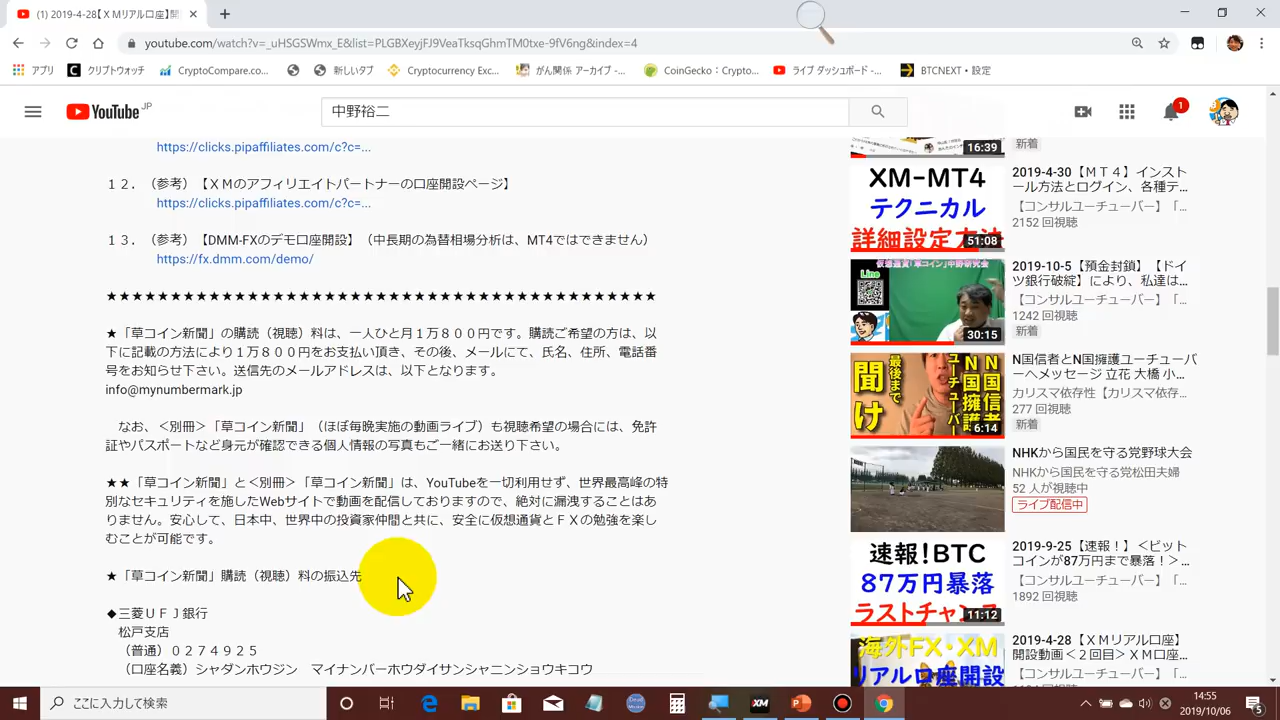 (1) 2019-4-28【ＸＭリアル口座】開
youtube.com/watch?v=_uHSGSWmx_E&list=PLGBXeyjFJ9VeaTksqGhmTM0txe-9fV6ng&index=4
アプリ クリプトウォッチ CryptoCompare.co... 新しいタブ Cryptocurrency Exc... がん関係 アーカイブ -... CoinGecko：Crypto... ライブ ダッシュボード -... BTCNEXT・設定
YouTube JP
中野裕二
1
https://clicks.pipaffiliates.com/c?c=...
１２．（参考）【ＸＭのアフィリエイトパートナーの口座開設ページ】
https://clicks.pipaffiliates.com/c?c=...
１３．（参考）【DMM-FXのデモ口座開設】（中長期の為替相場分析は、MT4ではできません）
https://fx.dmm.com/demo/
★★★★★★★★★★★★★★★★★★★★★★★★★★★★★★★★★★★★★★★★★★★
★「草コイン新聞」の購読（視聴）料は、一人ひと月１万８００円です。購読ご希望の方は、以
下に記載の方法により１万８００円をお支払い頂き、その後、メールにて、氏名、住所、電話番
号をお知らせ下さい。送信先のメールアドレスは、以下となります。
info@mynumbermark.jp
なお、＜別冊＞「草コイン新聞」（ほぼ毎晩実施の動画ライブ）も視聴希望の場合には、免許
証やパスポートなど身元が確認できる個人情報の写真もご一緒にお送り下さい。
★★「草コイン新聞」と＜別冊＞「草コイン新聞」は、YouTubeを一切利用せず、世界最高峰の特
別なセキュリティを施したWebサイトで動画を配信しておりますので、絶対に漏洩することはあ
りません。安心して、日本中、世界中の投資家仲間と共に、安全に仮想通貨とＦＸの勉強を楽し
むことが可能です。
★「草コイン新聞」購読（視聴）料の振込先
◆三菱ＵＦＪ銀行
松戸支店
（普通）０２７４９２５
（口座名義）シャダンホウジン　マイナンバーホウダイサンシャニンショウキコウ
16:39
新着
XM-MT4
テクニカル
詳細設定方法
51:08
2019-4-30【ＭＴ４】インスト
ール方法とログイン、各種テ...
【コンサルユーチューバー】「...
2152 回視聴
仮想通貨「草コイン」中野研究会
Line
30:15
2019-10-5【預金封鎖】【ドイ
ツ銀行破綻】により、私達は...
【コンサルユーチューバー】「...
1242 回視聴
新着
最後まで
聞け
N国信者と
N国擁護
ユーチューバー
6:14
N国信者とN国擁護ユーチューバ
ーへメッセージ 立花 大橋 小...
カリスマ依存性【カリスマ依存...
277 回視聴
新着
NHKから国民を守る党野球大会
NHKから国民を守る党松田夫婦
52 人が視聴中
ライブ配信中
速報！BTC
87万円暴落
ラストチャンス
11:12
2019-9-25【速報！】＜ビット
コインが87万円まで暴落！＞...
【コンサルユーチューバー】「...
1892 回視聴
海外FX・XM
リアル口座開設
2019-4-28【ＸＭリアル口座】
開設動画＜２回目＞ＸＭ口座...
【コンサルユーチューバー】「...
ここに入力して検索
XM
14:55
2019/10/06
5